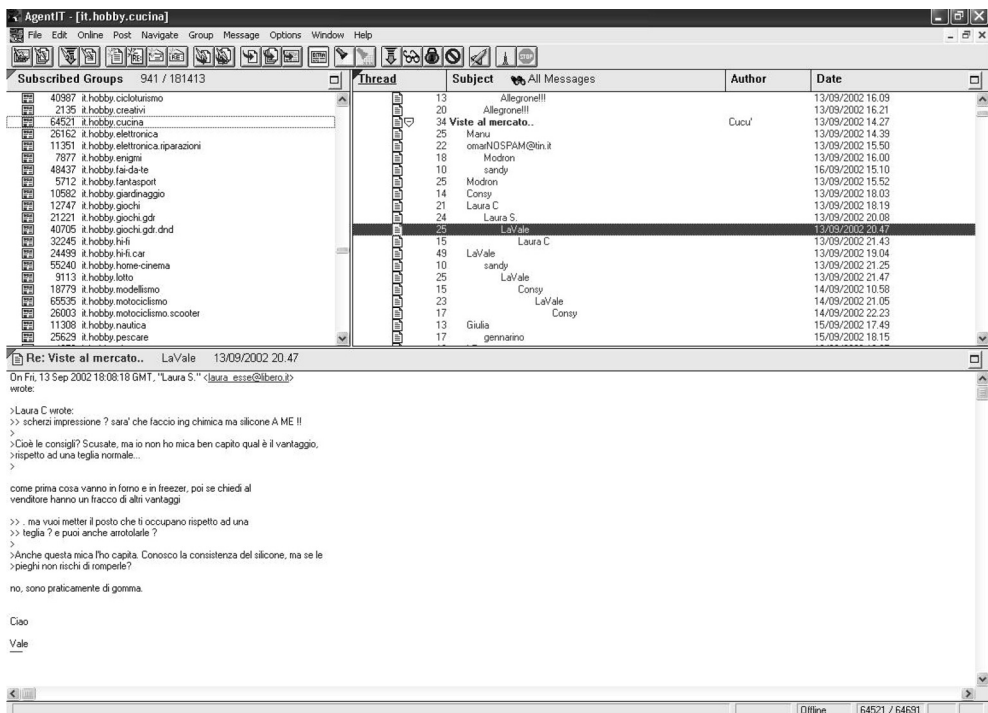 AgentIT - [it.hobby.cucina]
File Edit Online Post Navigate Group Message Options Window Help
Subscribed Groups 941 / 181413
40987 it.hobby.cicloturismo
2135 it.hobby.creativi
64521 it.hobby.cucina
26162 it.hobby.elettronica
11351 it.hobby.elettronica.riparazioni
7877 it.hobby.enigmi
48437 it.hobby.fai-da-te
5712 it.hobby.fantasport
10582 it.hobby.giardinaggio
12747 it.hobby.giochi
21221 it.hobby.giochi.gdr
40705 it.hobby.giochi.gdr.dnd
32245 it.hobby.hi-fi
24499 it.hobby.hi-fi.car
55240 it.hobby.home-cinema
9113 it.hobby.lotto
18779 it.hobby.modellismo
65535 it.hobby.motociclismo
26003 it.hobby.motociclismo.scooter
11308 it.hobby.nautica
25629 it.hobby.pescare
Thread Subject All Messages Author Date
13 Allegrone!!! 13/09/2002 16.09
20 Allegrone!!! 13/09/2002 16.21
34 Viste al mercato.. Cucu' 13/09/2002 14.27
25 Manu 13/09/2002 14.39
22 omarNOSPAM@tin.it 13/09/2002 15.50
18 Modron 13/09/2002 16.00
10 sandy 16/09/2002 15.10
25 Modron 13/09/2002 15.52
14 Consy 13/09/2002 18.03
21 Laura C 13/09/2002 18.19
24 Laura S. 13/09/2002 20.08
25 LaVale 13/09/2002 20.47
15 Laura C 13/09/2002 21.43
49 LaVale 13/09/2002 19.04
10 sandy 13/09/2002 21.25
25 LaVale 13/09/2002 21.47
15 Consy 14/09/2002 10.58
23 LaVale 14/09/2002 21.05
17 Consy 14/09/2002 22.23
13 Giulia 15/09/2002 17.49
17 gennarino 15/09/2002 18.15
Re: Viste al mercato.. LaVale 13/09/2002 20.47
On Fri, 13 Sep 2002 18:08:18 GMT, "Laura S." <laura_esse@libero.it>
wrote:
>Laura C wrote:
>> scherzi impressione ? sara' che faccio ing chimica ma silicone A ME !!
>
>Cioè le consigli? Scusate, ma io non ho mica ben capito qual è il vantaggio,
>rispetto ad una teglia normale...
>
come prima cosa vanno in forno e in freezer, poi se chiedi al
venditore hanno un fracco di altri vantaggi
>> . ma vuoi metter il posto che ti occupano rispetto ad una
>> teglia ? e puoi anche arrotolarle ?
>
>Anche questa mica l'ho capita. Conosco la consistenza del silicone, ma se le
>pieghi non rischi di romperle?
no, sono praticamente di gomma.
Ciao
Vale
Offline 64521 / 64691